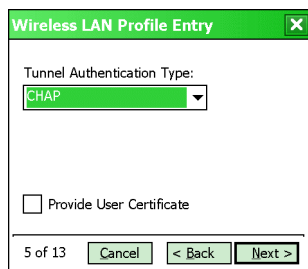 Wireless LAN Profile Entry
Tunnel Authentication Type:
CHAP
Provide User Certificate
5 of 13 Cancel < Back Next >